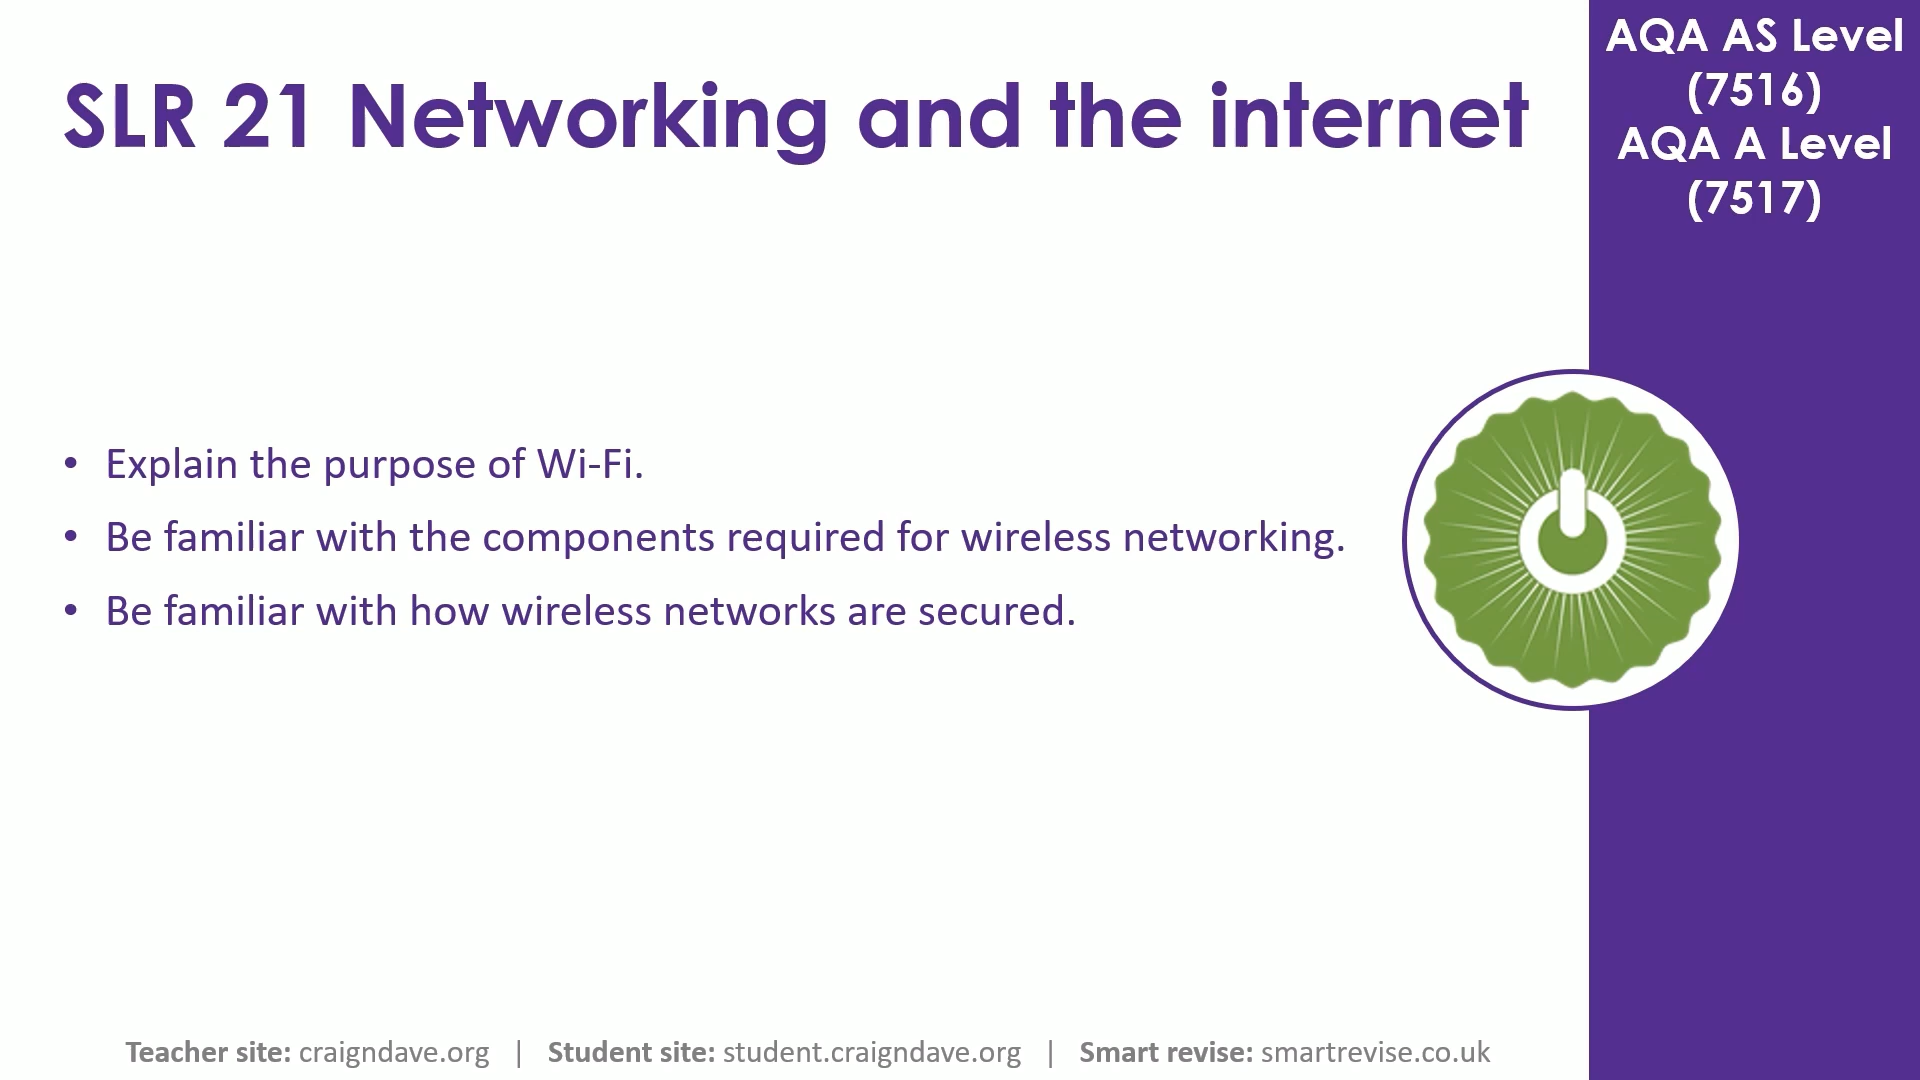 SLR 21 Networking and the internet
AQA AS Level
(7516)
AQA A Level
(7517)
• Explain the purpose of Wi-Fi.
• Be familiar with the components required for wireless networking.
• Be familiar with how wireless networks are secured.
Teacher site: craigndave.org | Student site: student.craigndave.org | Smart revise: smartrevise.co.uk